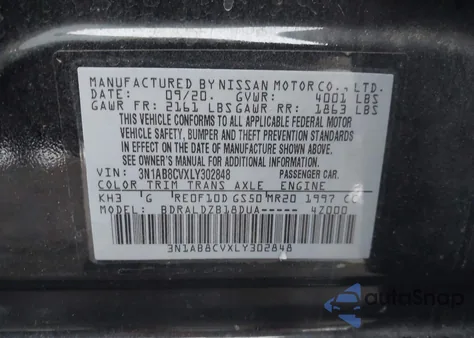 MANUFACTURED BY NISSAN MOTOR CO., LTD.
DATE: 09/20. GVWR: 4001 LBS
GAWR FR: 2161 LBS GAWR RR: 1863 LBS
THIS VEHICLE CONFORMS TO ALL APPLICABLE FEDERAL MOTOR
VEHICLE SAFETY, BUMPER AND THEFT PREVENTION STANDARDS
IN EFFECT ON THE DATE OF MANUFACTURE SHOWN ABOVE.
SEE OWNER'S MANUAL FOR ADDITIONAL INFORMATION.
VIN: 3N1AB8CVXLY302848 PASSENGER CAR.
COLOR TRIM TRANS AXLE ENGINE
KH3 G RE0F10D GS50 MR20 1997 CC
MODEL: BDRALDZB18DUA----- 4Z000
3N1AB8CVXLY302848
autoSnap